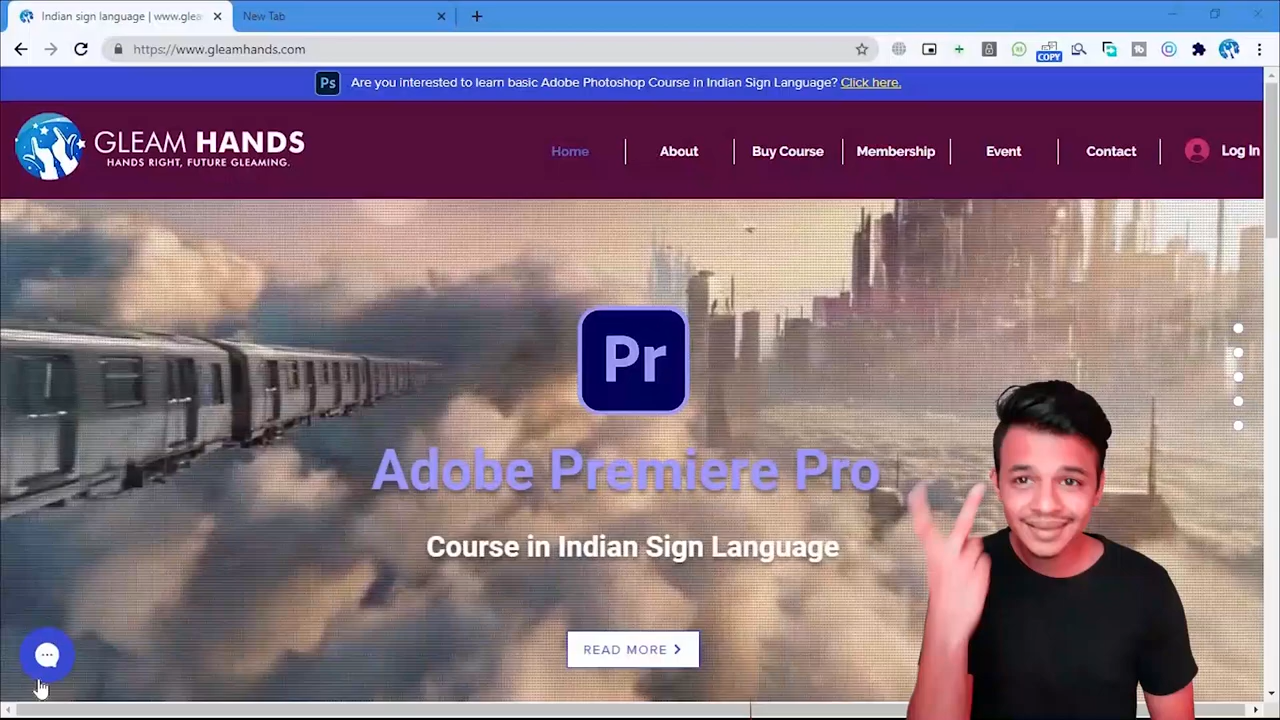 Indian sign language | www.glea
New Tab
https://www.gleamhands.com
COPY
Ps
Are you interested to learn basic Adobe Photoshop Course in Indian Sign Language? Click here.
GLEAM HANDS
HANDS RIGHT, FUTURE GLEAMING.
Home
About
Buy Course
Membership
Event
Contact
Log In
Pr
Adobe Premiere Pro
Course in Indian Sign Language
READ MORE